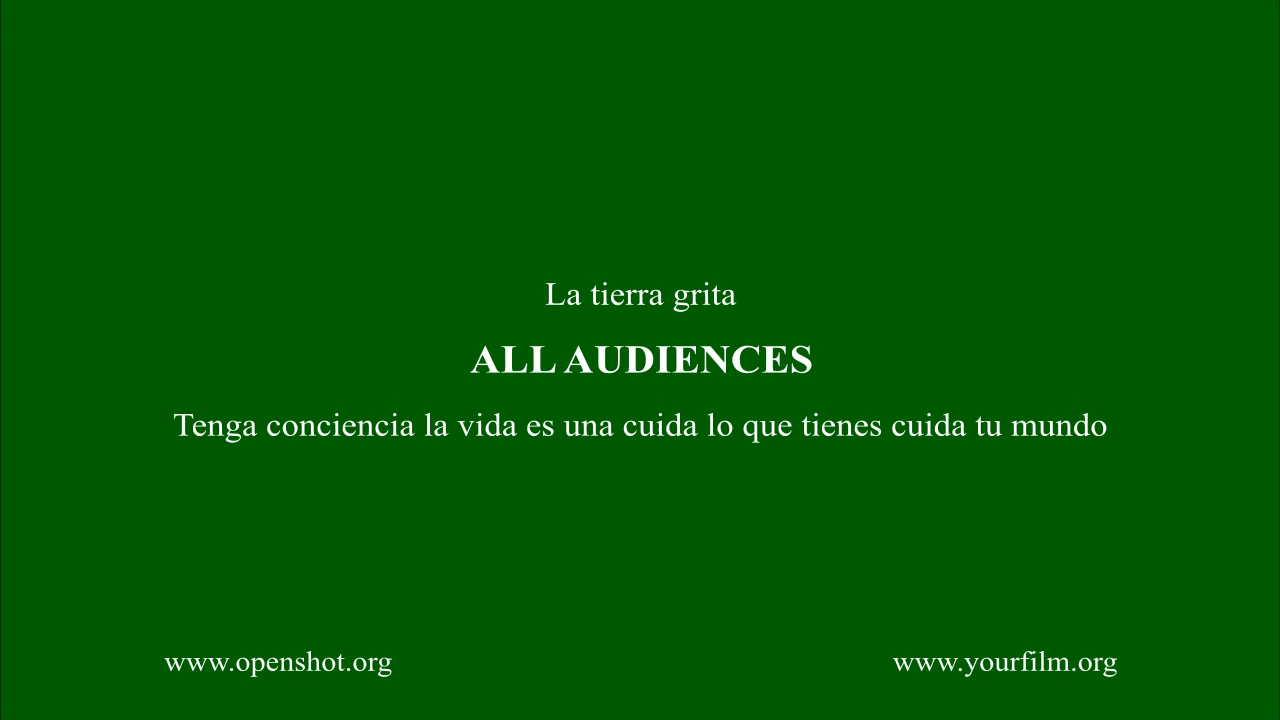 La tierra grita
ALL AUDIENCES
Tenga conciencia la vida es una cuida lo que tienes cuida tu mundo
www.openshot.org
www.yourfilm.org